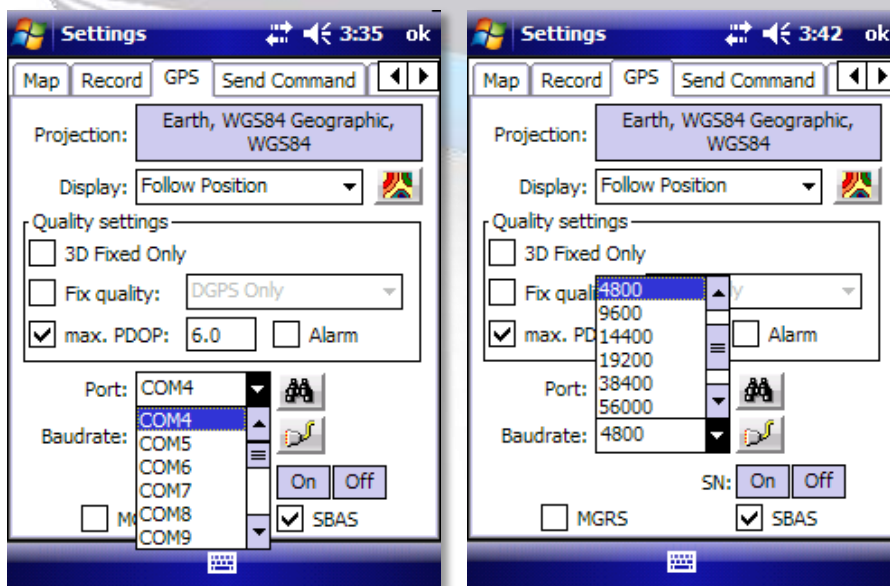 Settings 3:35 ok
Map Record GPS Send Command
Projection: Earth, WGS84 Geographic,
WGS84
Display: Follow Position
Quality settings
3D Fixed Only
Fix quality: DGPS Only
max. PDOP: 6.0 Alarm
Port: COM4
COM4
Baudrate:
COM5
COM6
COM7 On Off
COM8 SBAS
COM9
Settings 3:42 ok
Map Record GPS Send Command
Projection: Earth, WGS84 Geographic,
WGS84
Display: Follow Position
Quality settings
3D Fixed Only
Fix quali 4800 y
9600
max. PD 14400 Alarm
19200
Port: 38400
56000
Baudrate: 4800
SN: On Off
MGRS SBAS